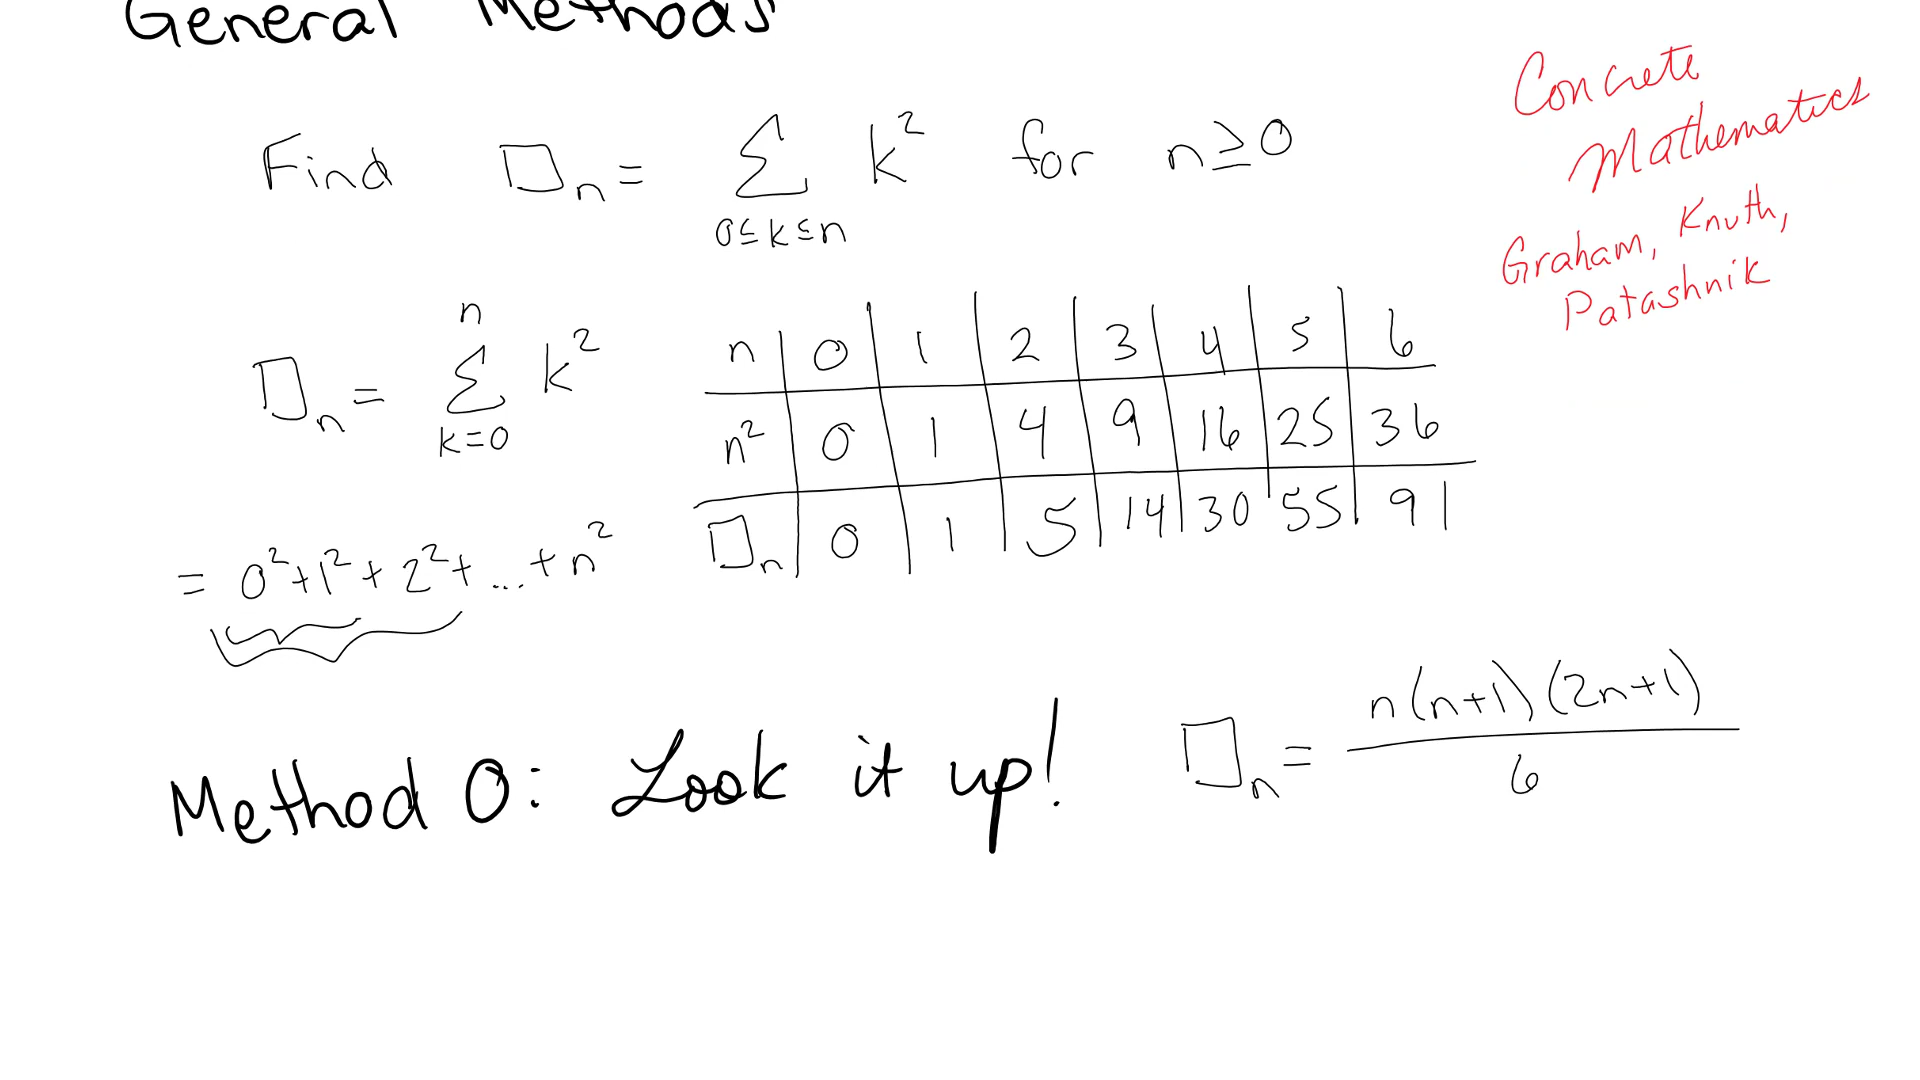 General Methods
Find □n = Σ k² for n≥0
0≤k≤n
Concrete
Mathematics
Graham, Knuth,
Patashnik
n
□n = Σ k²
k=0
n 0 1 2 3 4 5 6
n² 0 1 4 9 16 25 36
□n 0 1 5 14 30 55 91
= 0²+1²+2²+...+n²
Method 0: Look it up!
□n = n(n+1)(2n+1)
6